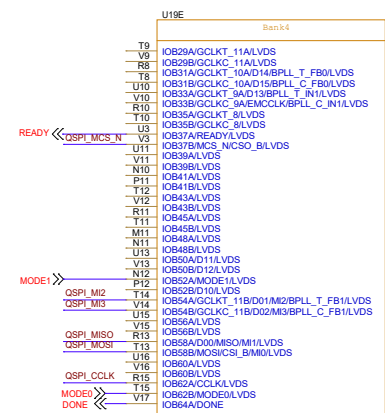 U19E
Bank4
T9 IOB29A/GCLKT_11A/LVDS
V9 IOB29B/GCLKC_11A/LVDS
R8 IOB31A/GCLKT_10A/D14/BPLL_T_FB0/LVDS
T8 IOB31B/GCLKC_10A/D15/BPLL_C_FB0/LVDS
U10 IOB33A/GCLKT_9A/D13/BPLL_T_IN1/LVDS
V10 IOB33B/GCLKC_9A/EMCCLK/BPLL_C_IN1/LVDS
R10 IOB35A/GCLKT_8/LVDS
T10 IOB35B/GCLKC_8/LVDS
READY U3 IOB37A/READY/LVDS
QSPI_MCS_N V3 IOB37B/MCS_N/CSO_B/LVDS
U11 IOB39A/LVDS
V11 IOB39B/LVDS
N10 IOB41A/LVDS
P11 IOB41B/LVDS
T12 IOB43A/LVDS
V12 IOB43B/LVDS
R11 IOB45A/LVDS
T11 IOB45B/LVDS
M11 IOB48A/LVDS
N11 IOB48B/LVDS
U13 IOB50A/D11/LVDS
V13 IOB50B/D12/LVDS
MODE1 N12 IOB52A/MODE1/LVDS
P12 IOB52B/D10/LVDS
QSPI_MI2 T14 IOB54A/GCLKT_11B/D01/MI2/BPLL_T_FB1/LVDS
QSPI_MI3 V14 IOB54B/GCLKC_11B/D02/MI3/BPLL_C_FB1/LVDS
U15 IOB56A/LVDS
V15 IOB56B/LVDS
QSPI_MISO R13 IOB58A/D00/MISO/MI1/LVDS
QSPI_MOSI T13 IOB58B/MOSI/CSI_B/MI0/LVDS
U16 IOB60A/LVDS
V16 IOB60B/LVDS
QSPI_CCLK R15 IOB62A/CCLK/LVDS
MODE0 T15 IOB62B/MODE0/LVDS
DONE V17 IOB64A/DONE